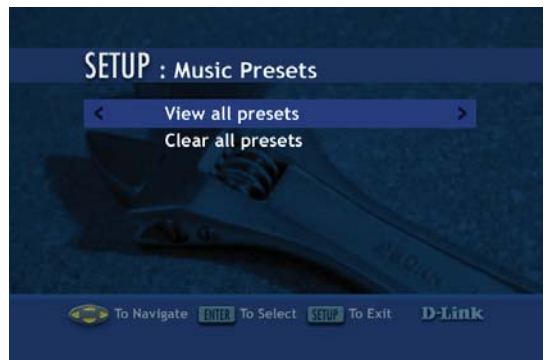 SETUP : Music Presets
< View all presets >
Clear all presets
To Navigate ENTER To Select SETUP To Exit D-Link